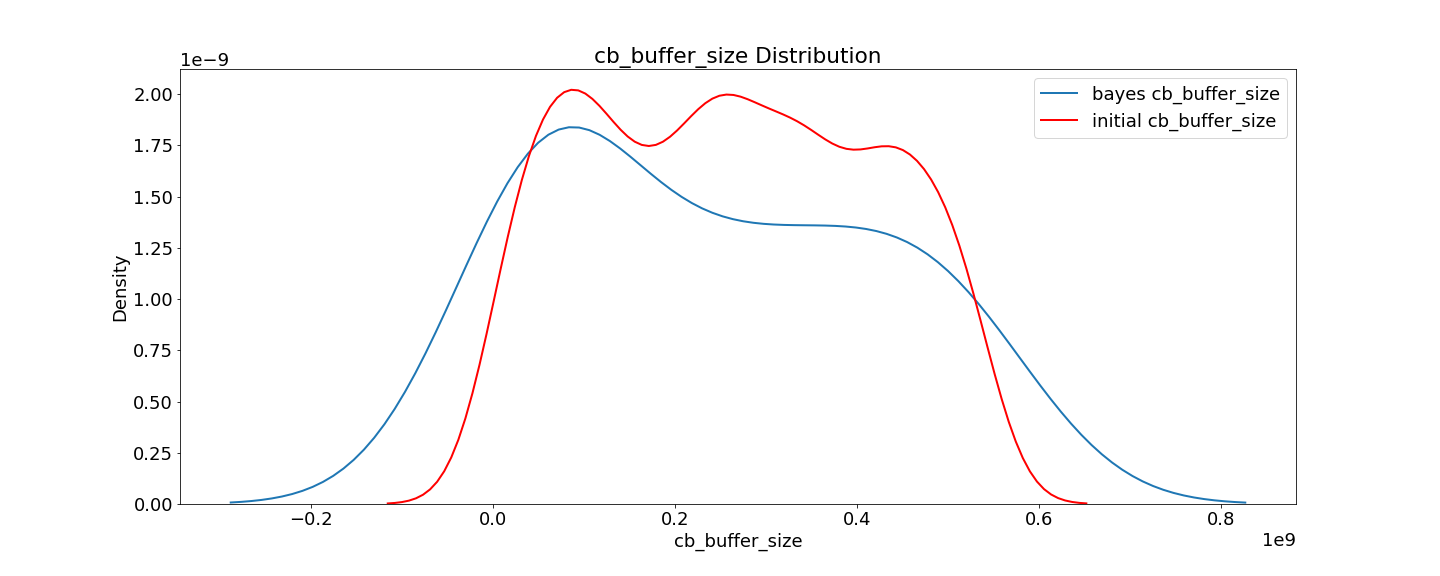 cb_buffer_size Distribution
1e−9
bayes cb_buffer_size
initial cb_buffer_size
2.00
1.75
1.50
1.25
1.00
0.75
0.50
0.25
0.00
Density
−0.2
0.0
0.2
0.4
0.6
0.8
cb_buffer_size
1e9